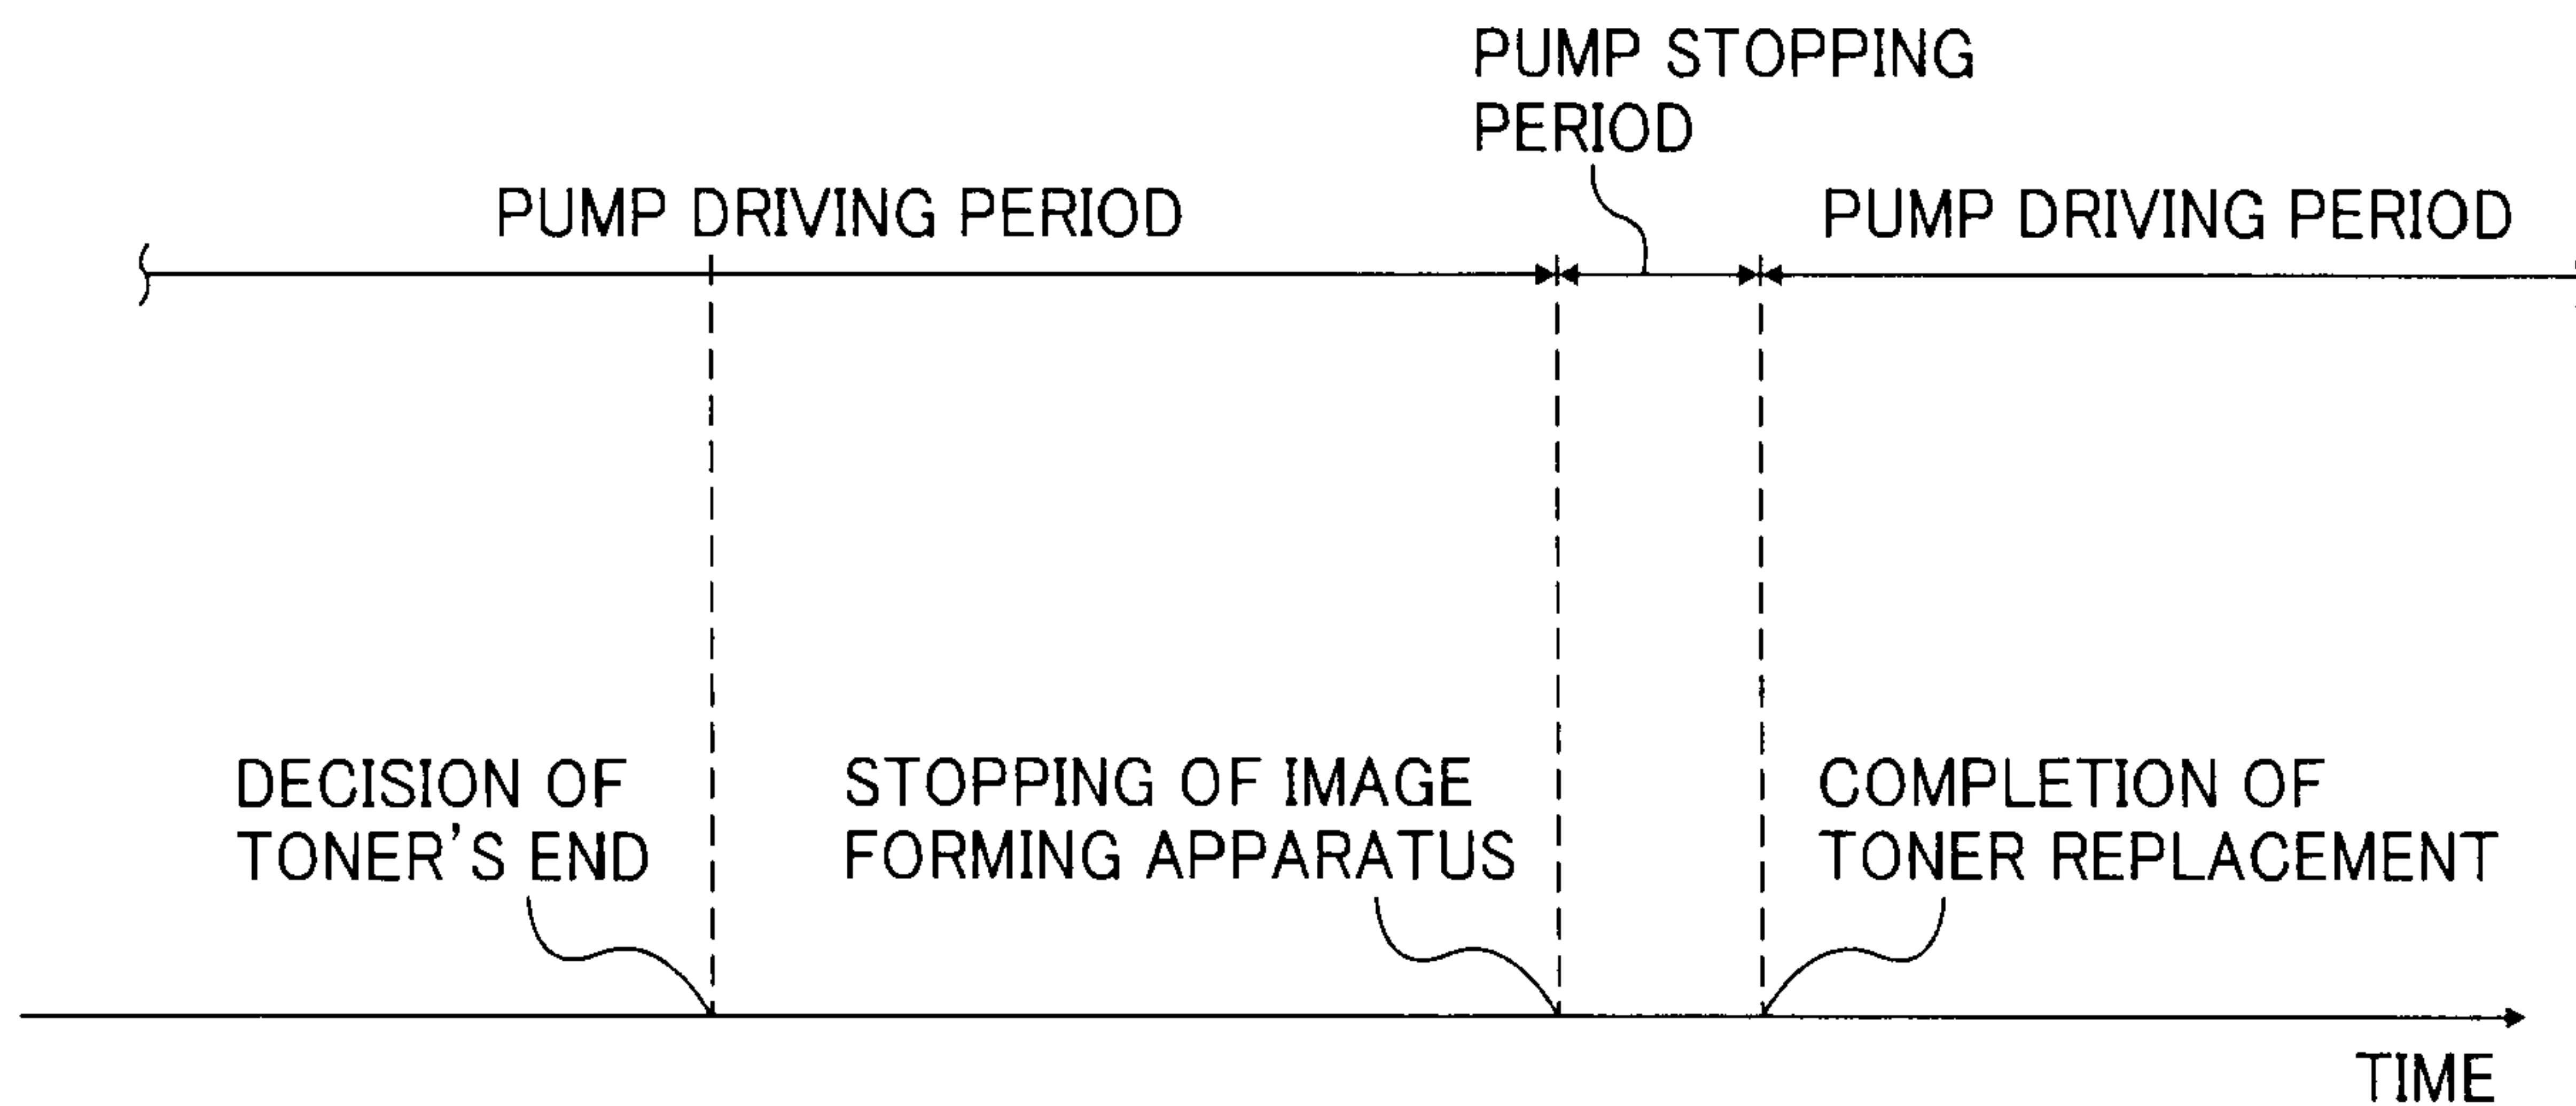 PUMP STOPPING
PERIOD
PUMP DRIVING PERIOD
PUMP DRIVING PERIOD
DECISION OF
TONER'S END
STOPPING OF IMAGE
FORMING APPARATUS
COMPLETION OF
TONER REPLACEMENT
TIME